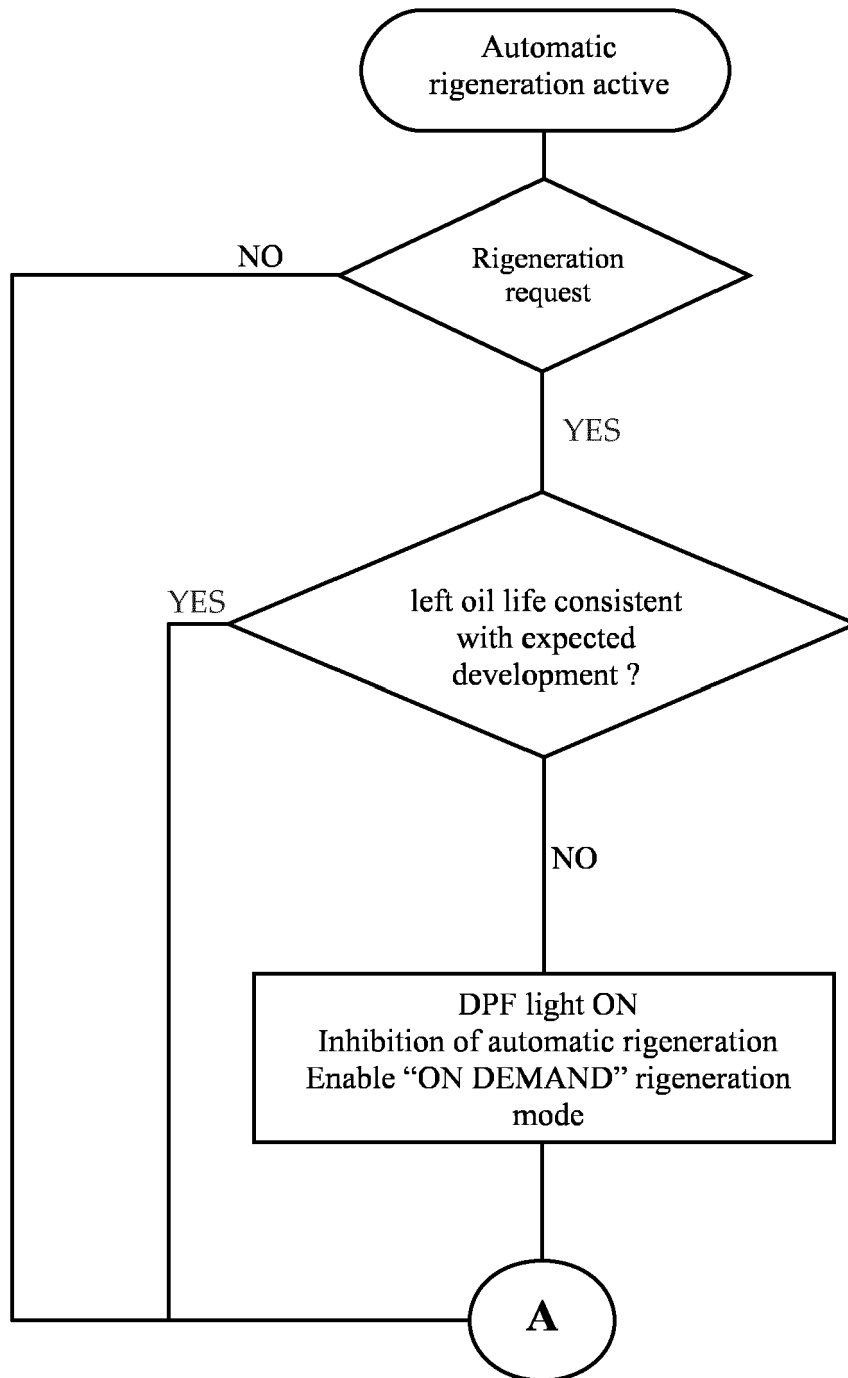 Automatic
rigeneration active
NO
Rigeneration
request
YES
YES
left oil life consistent
with expected
development ?
NO
DPF light ON
Inhibition of automatic rigeneration
Enable “ON DEMAND” rigeneration
mode
A